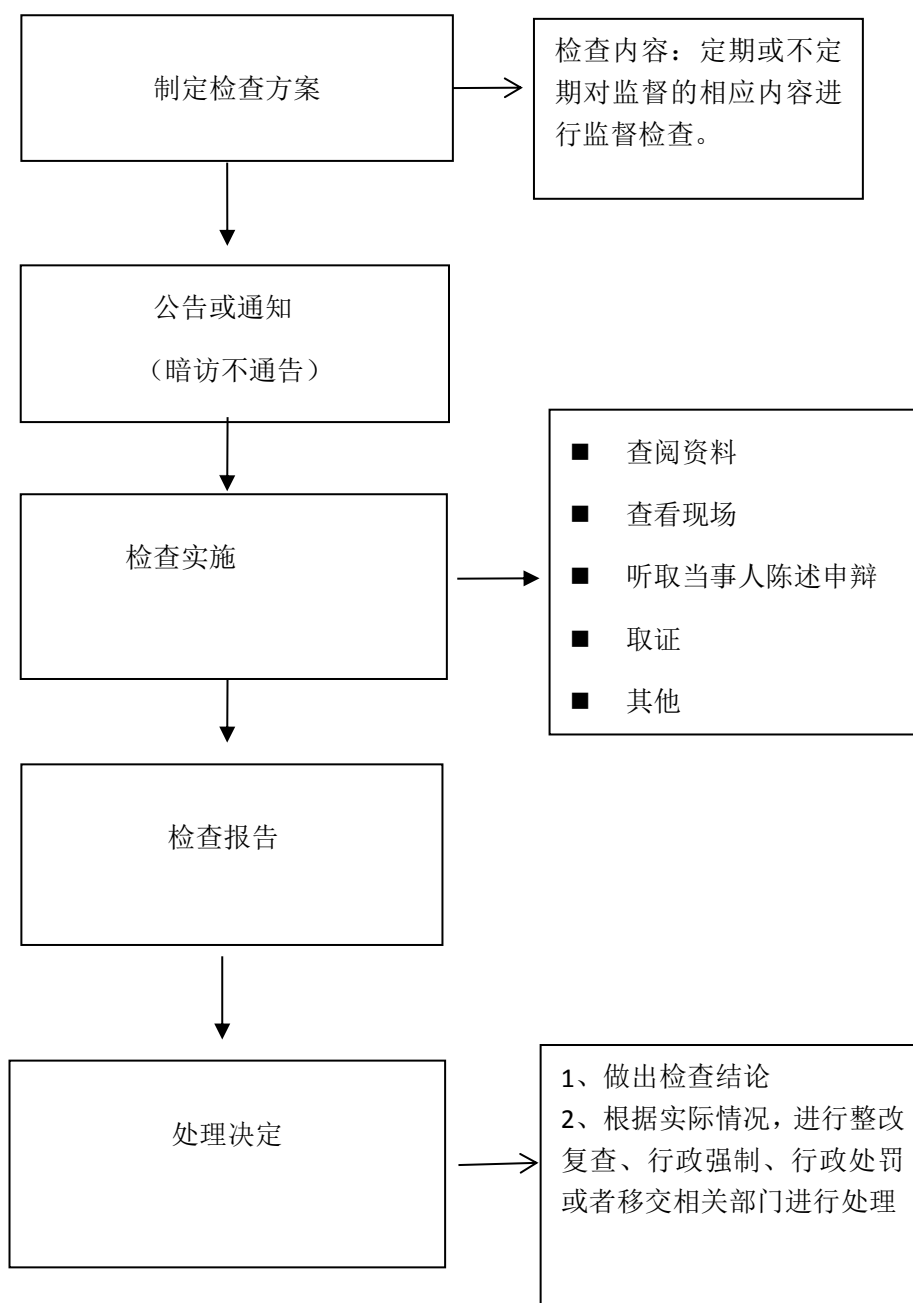 制定检查方案
检查内容：定期或不定
期对监督的相应内容进
行监督检查。
公告或通知
（暗访不通告）
检查实施
■ 查阅资料
■ 查看现场
■ 听取当事人陈述申辩
■ 取证
■ 其他
检查报告
处理决定
1、做出检查结论
2、根据实际情况，进行整改
复查、行政强制、行政处罚
或者移交相关部门进行处理